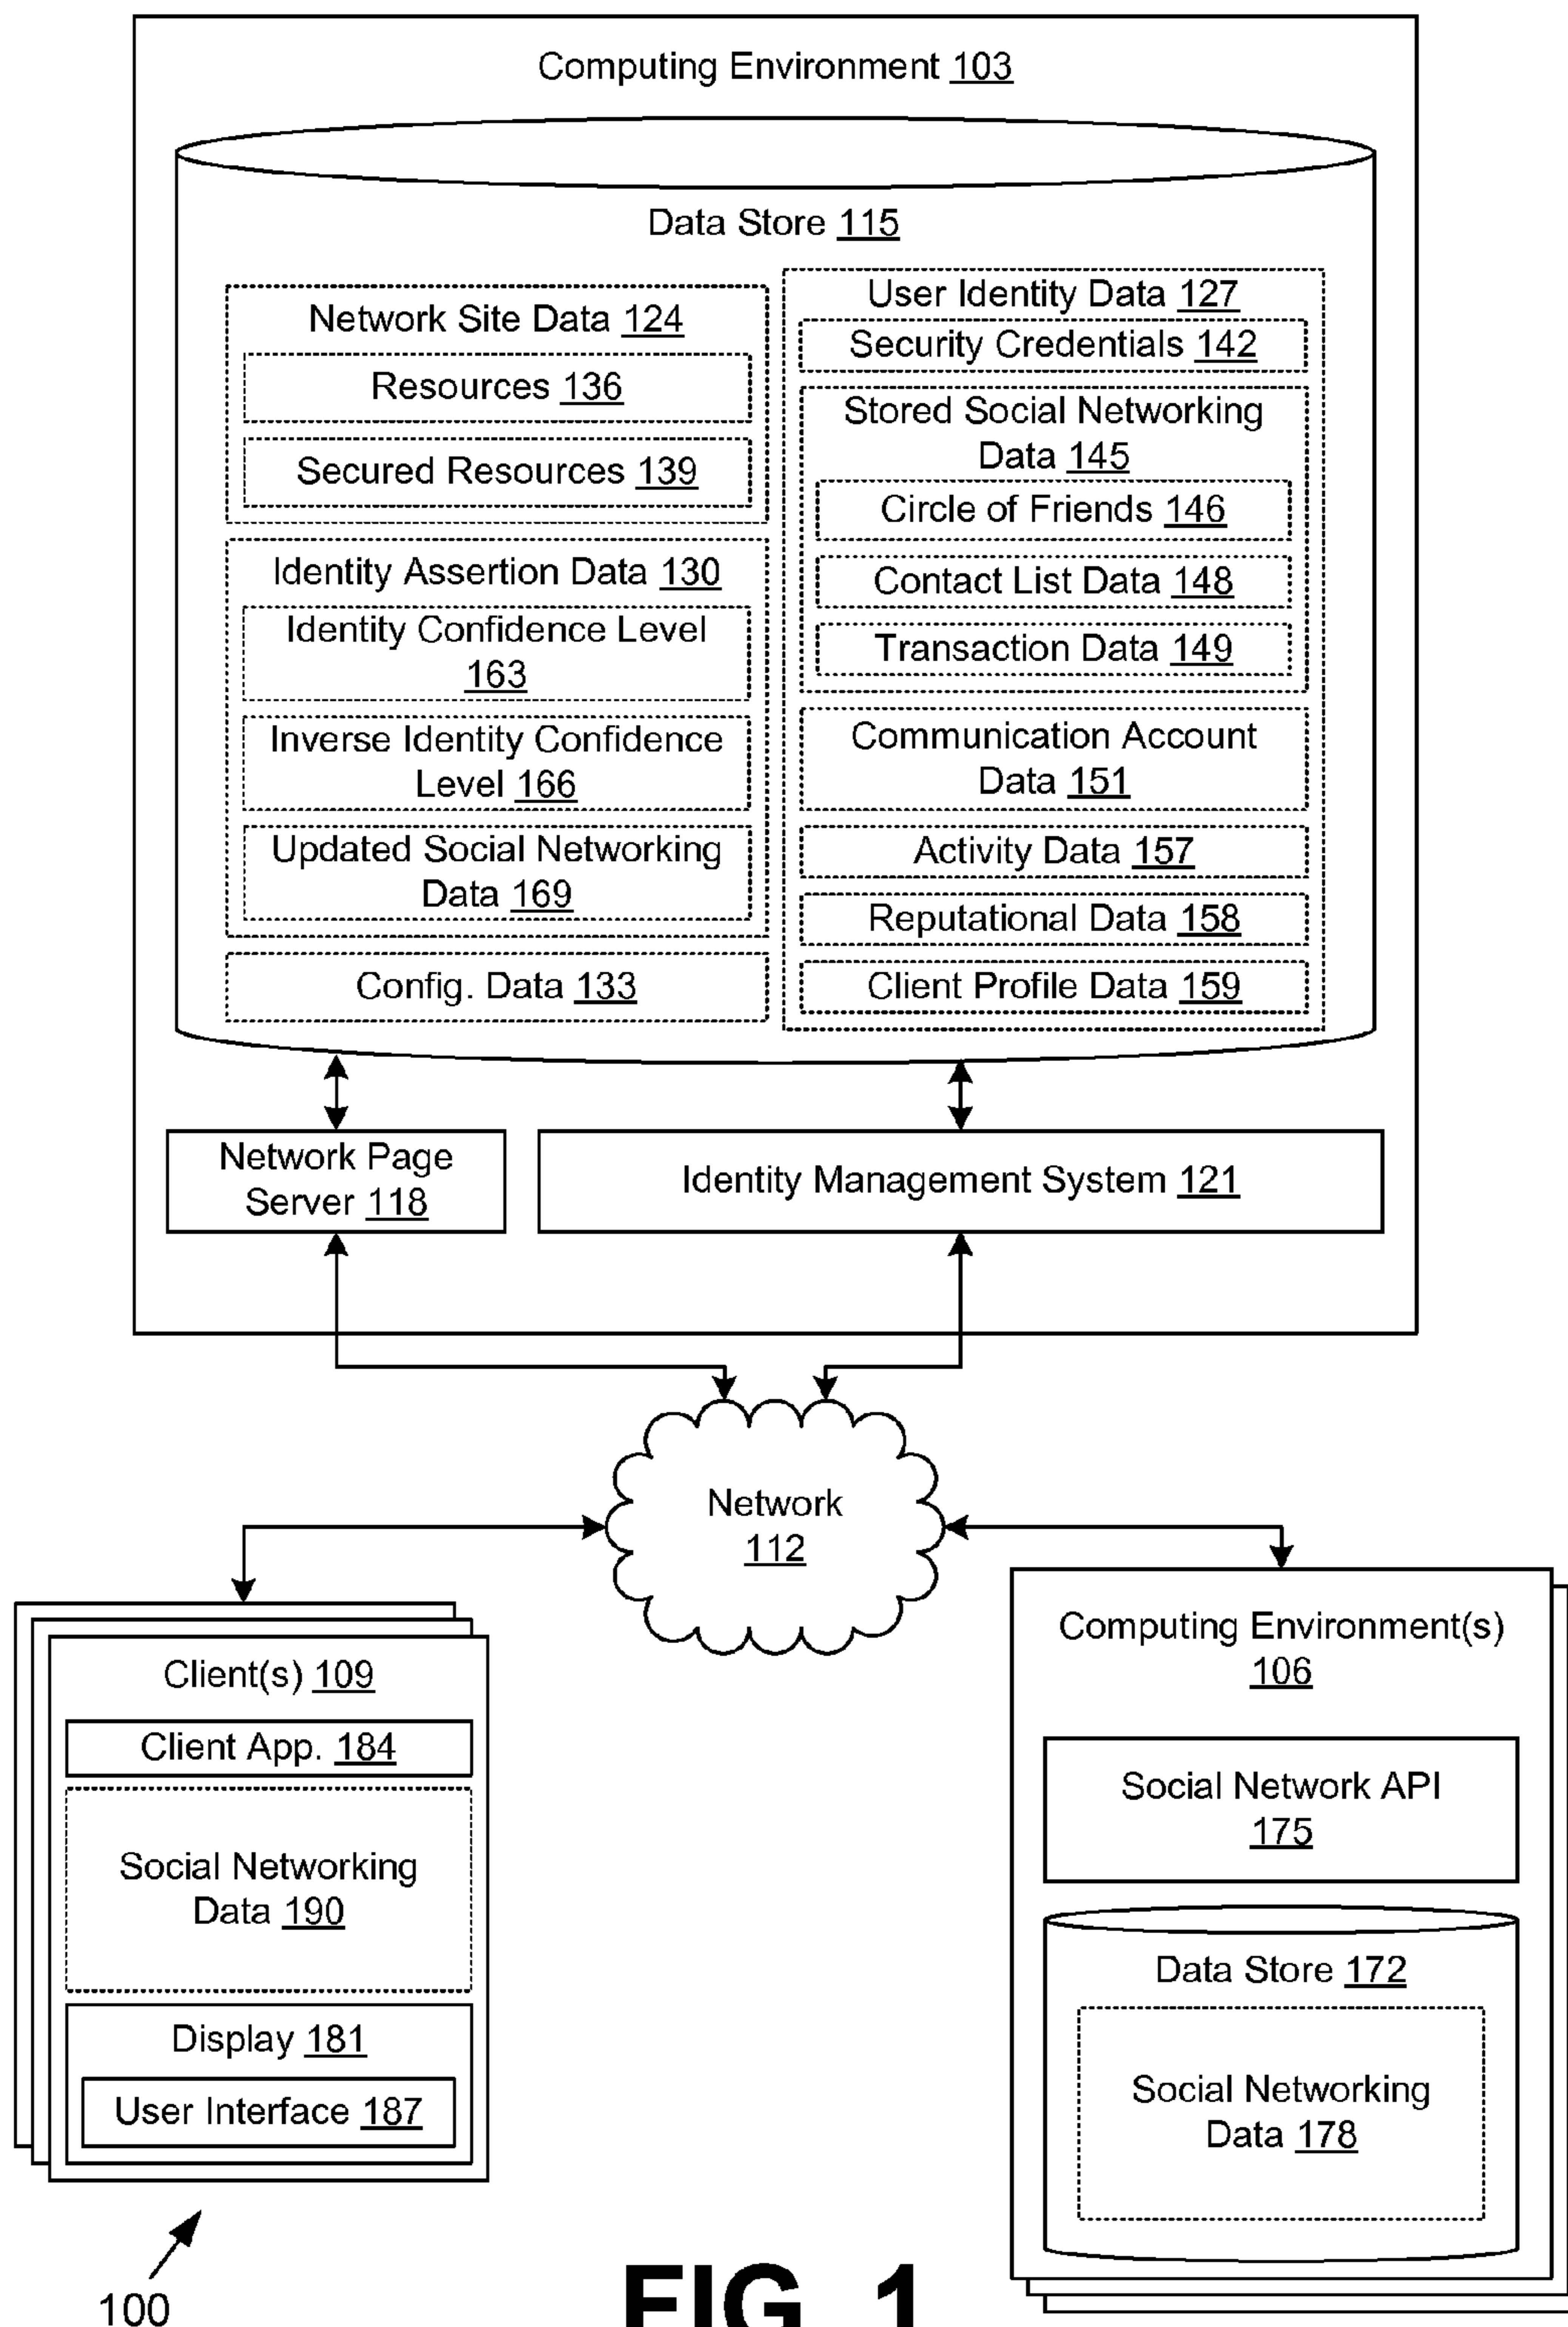 Computing Environment 103
Data Store 115
Network Site Data 124
Resources 136
Secured Resources 139
Identity Assertion Data 130
Identity Confidence Level
163
Inverse Identity Confidence
Level 166
Updated Social Networking
Data 169
Config. Data 133
User Identity Data 127
Security Credentials 142
Stored Social Networking
Data 145
Circle of Friends 146
Contact List Data 148
Transaction Data 149
Communication Account
Data 151
Activity Data 157
Reputational Data 158
Client Profile Data 159
Network Page
Server 118
Identity Management System 121
Network
112
Client(s) 109
Client App. 184
Social Networking
Data 190
Display 181
User Interface 187
Computing Environment(s)
106
Social Network API
175
Data Store 172
Social Networking
Data 178
100
FIG. 1